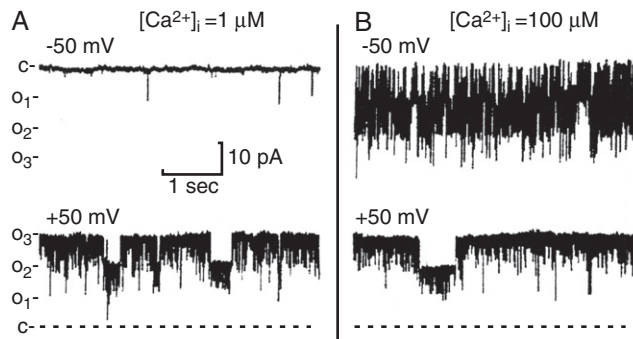 A [Ca²⁺]ᵢ =1 µM
-50 mV
c-
o₁-
o₂-
o₃-
10 pA
1 sec
+50 mV
o₃-
o₂-
o₁-
c-
B [Ca²⁺]ᵢ =100 µM
-50 mV
+50 mV